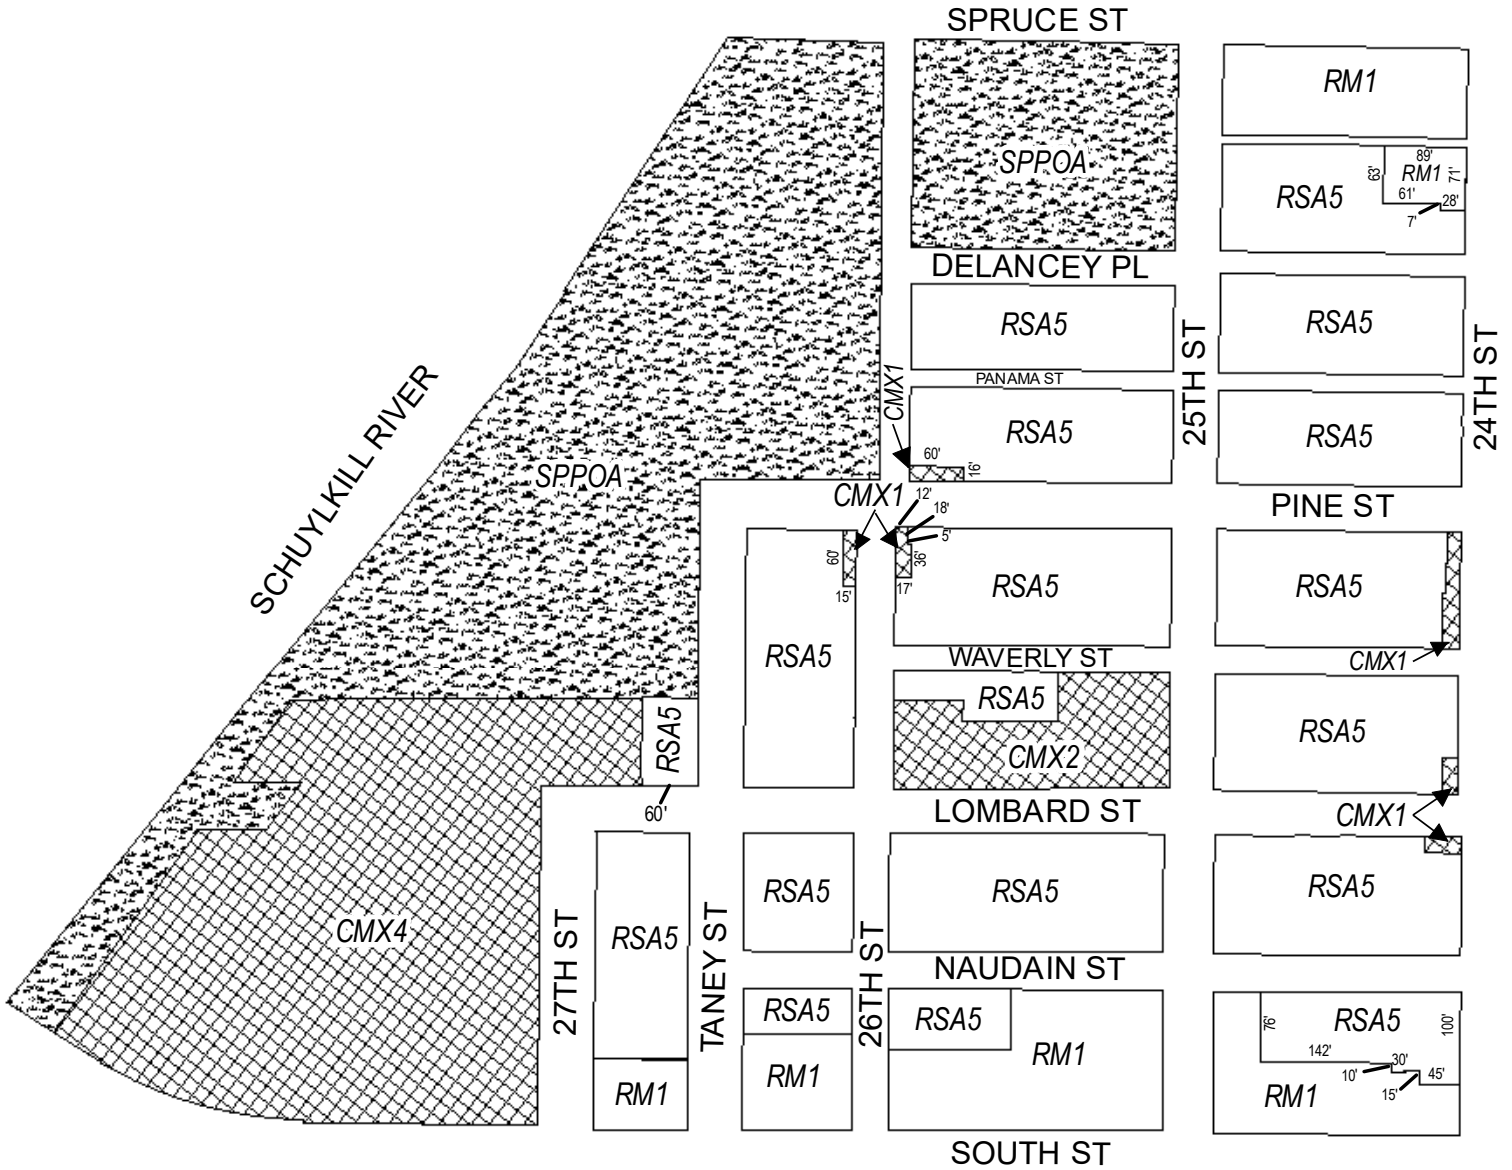 SPRUCE ST
RM1
SPPOA
89'
63'
RM1
71'
RSA5
61'
28'
7'
DELANCEY PL
RSA5
RSA5
25TH ST
24TH ST
PANAMA ST
CMX1
RSA5
RSA5
60'
16'
SCHUYLKILL RIVER
SPPOA
CMX1
12'
18'
PINE ST
5'
60'
36'
15'
17'
RSA5
RSA5
RSA5
WAVERLY ST
CMX1
RSA5
RSA5
RSA5
CMX2
60'
LOMBARD ST
CMX1
RSA5
RSA5
RSA5
CMX4
27TH ST
RSA5
TANEY ST
26TH ST
NAUDAIN ST
RSA5
RSA5
76'
RSA5
100'
RM1
RM1
RM1
142'
30'
10'
45'
15'
RM1
SOUTH ST